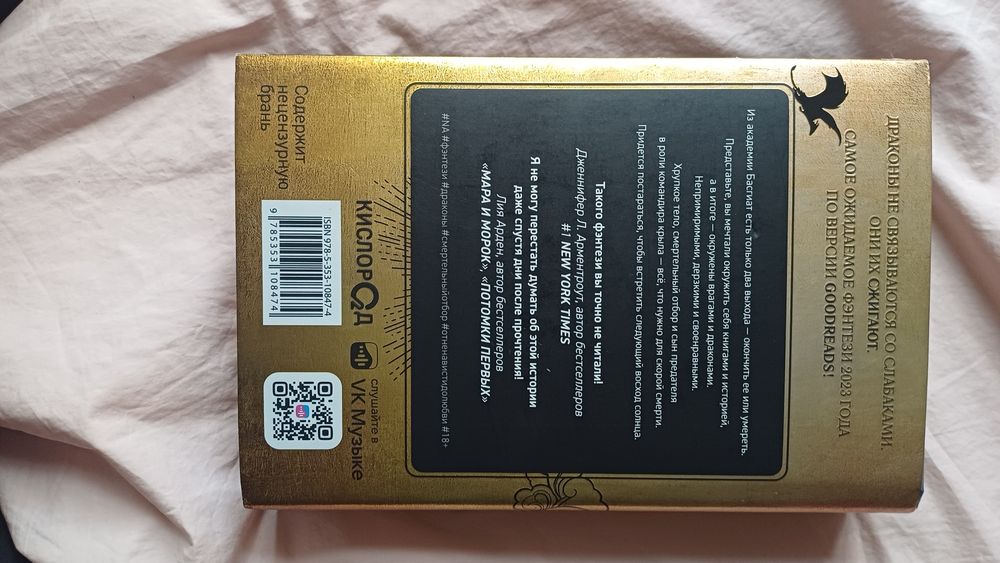 ДРАКОНЫ НЕ СВЯЗЫВАЮТСЯ СО СЛАБАКАМИ.
ОНИ ИХ СЖИГАЮТ.
САМОЕ ОЖИДАЕМОЕ ФЭНТЕЗИ 2023 ГОДА
ПО ВЕРСИИ GOODREADS!
Из академии Басгиат есть только два выхода — окончить ее или умереть.
Представьте, вы мечтали окружить себя книгами и историей,
а в итоге — окружены врагами и драконами.
Непримиримыми, дерзкими и своенравными.
Хрупкое тело, смертельный отбор и сын предателя
в роли командира крыла — всё, что нужно для скорой смерти.
Придется постараться, чтобы встретить следующий восход солнца.
Такого фэнтези вы точно не читали!
Дженнифер Л. Арментроут, автор бестселлеров
#1 NEW YORK TIMES
Я не могу перестать думать об этой истории
даже спустя дни после прочтения!
Лия Арден, автор бестселлеров
«МАРА И МОРОК», «ПОТОМКИ ПЕРВЫХ»
#NA #фэнтези #драконы #смертельныйотбор #отненавистидолюбви #18+
Содержит
нецензурную
брань
КИСЛОРОД
2
слушайте в
VK Музыке
ISBN 978-5-353-10847-4
9 785353 108474